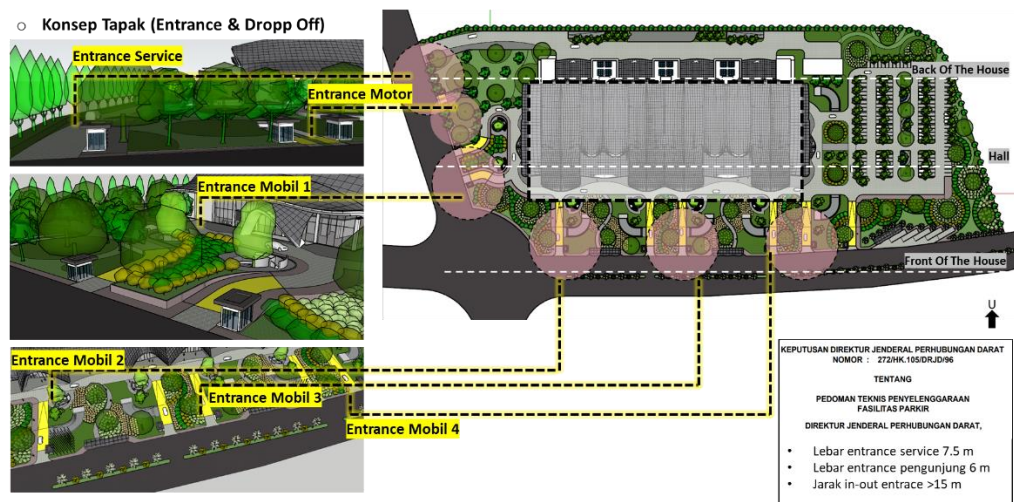 ○ Konsep Tapak (Entrance & Dropp Off)
Entrance Service
Entrance Motor
Entrance Mobil 1
Entrance Mobil 2
Entrance Mobil 3
Entrance Mobil 4
Back Of The House
Hall
Front Of The House
U
KEPUTUSAN DIREKTUR JENDERAL PERHUBUNGAN DARAT
NOMOR : 272/HK.105/DRJD/96
TENTANG
PEDOMAN TEKNIS PENYELENGGARAAN
FASILITAS PARKIR
DIREKTUR JENDERAL PERHUBUNGAN DARAT,
• Lebar entrance service 7.5 m
• Lebar entrance pengunjung 6 m
• Jarak in-out entrace >15 m